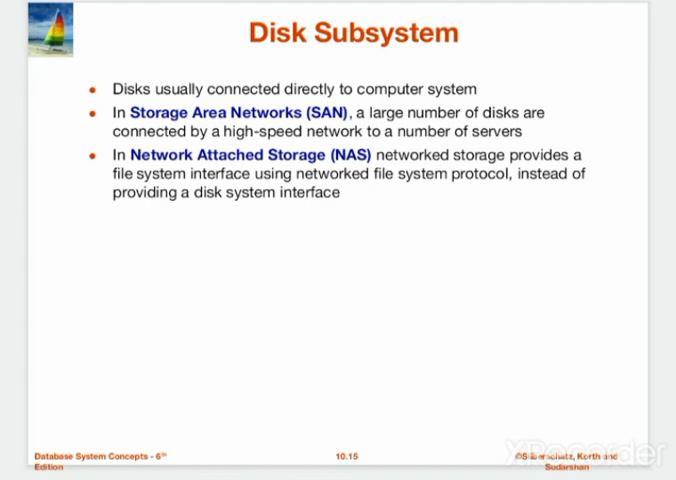 Disk Subsystem
● Disks usually connected directly to computer system
● In Storage Area Networks (SAN), a large number of disks are
connected by a high-speed network to a number of servers
● In Network Attached Storage (NAS) networked storage provides a
file system interface using networked file system protocol, instead of
providing a disk system interface
Database System Concepts - 6th
Edition
10.15
©Silberschatz, Korth and
Sudarshan
XRecorder